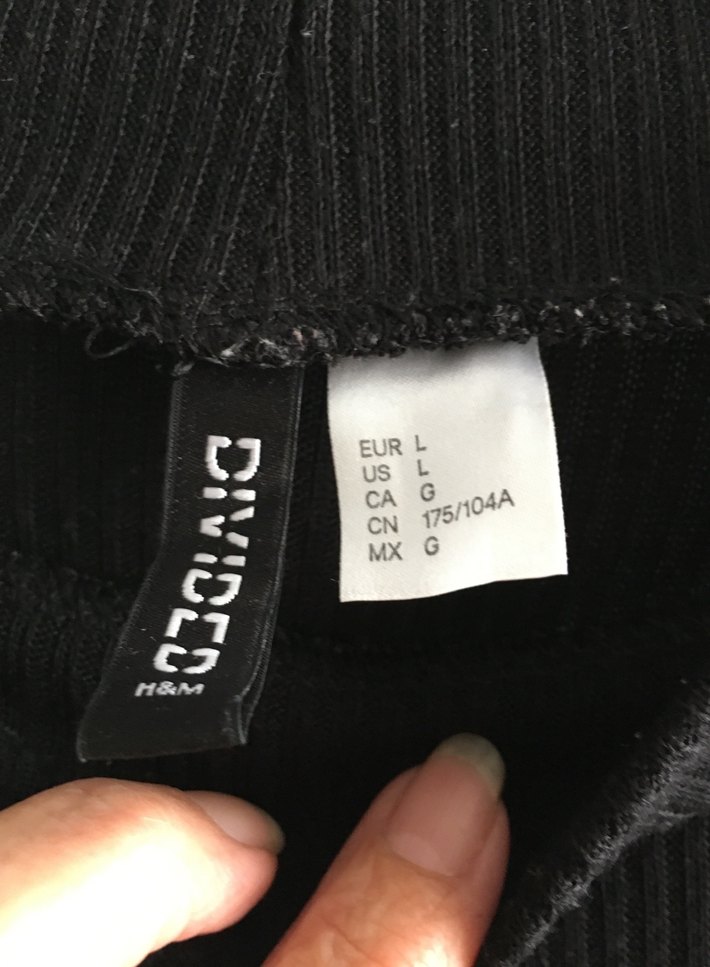 DIVIDED
H&M
EUR L
US L
CA G
CN 175/104A
MX G